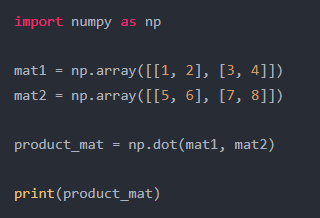 import numpy as np
mat1 = np.array([[1, 2], [3, 4]])
mat2 = np.array([[5, 6], [7, 8]])
product_mat = np.dot(mat1, mat2)
print(product_mat)